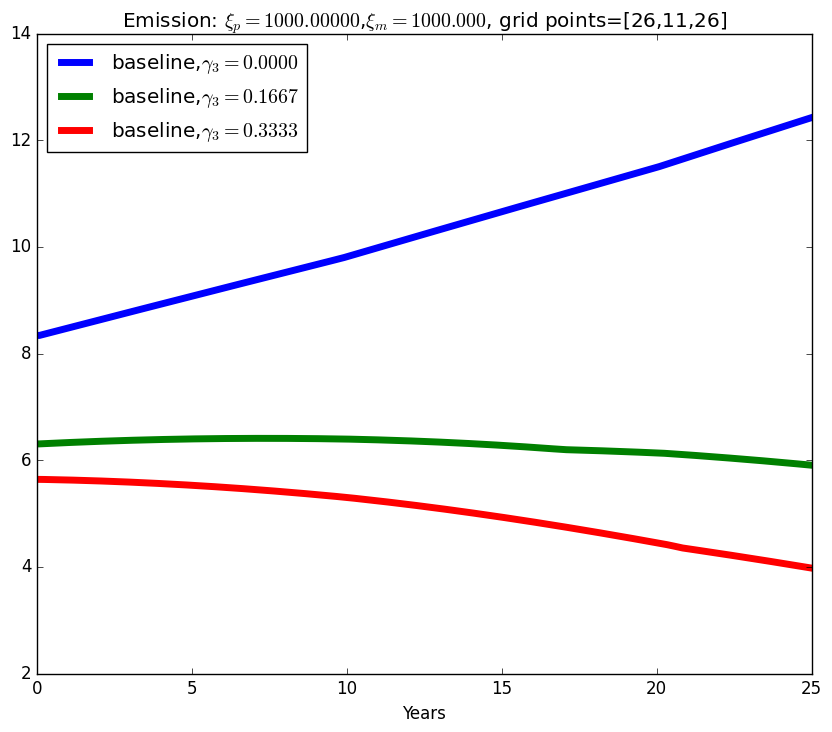 Emission: ξp = 1000.00000,ξm = 1000.000, grid points=[26,11,26]
14
12
10
8
6
4
2
baseline,γ3 = 0.0000
baseline,γ3 = 0.1667
baseline,γ3 = 0.3333
0 5 10 15 20 25
Years